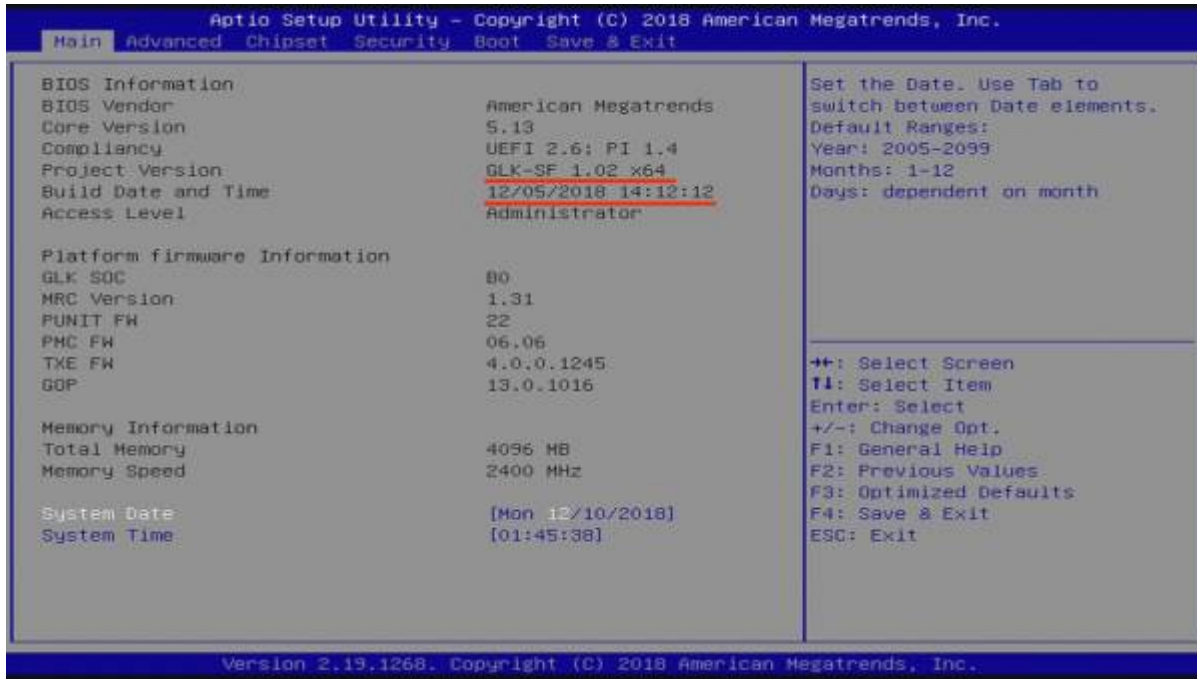 Aptio Setup Utility – Copyright (C) 2018 American Megatrends, Inc.
Main Advanced Chipset Security Boot Save & Exit
BIOS Information
BIOS Vendor American Megatrends
Core Version 5.13
Compliancy UEFI 2.6; PI 1.4
Project Version GLK-SF 1.02 x64
Build Date and Time 12/05/2018 14:12:12
Access Level Administrator
Platform firmware Information
GLK SOC B0
MRC Version 1.31
PUNIT FW 22
PMC FW 06.06
TXE FW 4.0.0.1245
GOP 13.0.1016
Memory Information
Total Memory 4096 MB
Memory Speed 2400 MHz
System Date [Mon 12/10/2018]
System Time [01:45:38]
Set the Date. Use Tab to
switch between Date elements.
Default Ranges:
Year: 2005-2099
Months: 1-12
Days: dependent on month
→←: Select Screen
↑↓: Select Item
Enter: Select
+/-: Change Opt.
F1: General Help
F2: Previous Values
F3: Optimized Defaults
F4: Save & Exit
ESC: Exit
Version 2.19.1268. Copyright (C) 2018 American Megatrends, Inc.